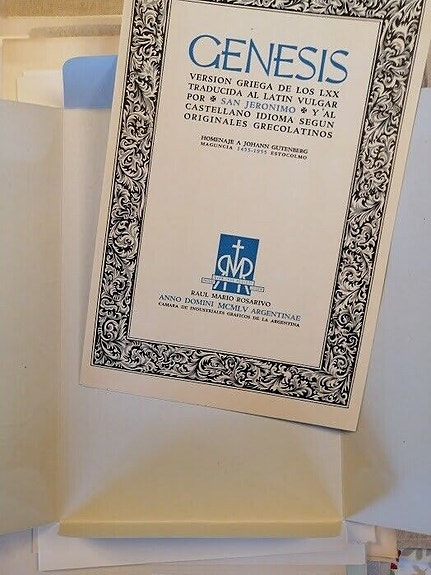 GENESIS
VERSION GRIEGA DE LOS LXX
TRADUCIDA AL LATIN VULGAR
POR ✠ SAN JERONIMO ✠ Y AL
CASTELLANO IDIOMA SEGUN
ORIGINALES GRECOLATINOS
HOMENAJE A JOHANN GUTENBERG
MAGUNCIA 1455-1955 ESTOCOLMO
RAUL MARIO ROSARIVO
ANNO DOMINI MCMLV ARGENTINAE
CAMARA DE INDUSTRIALES GRAFICOS DE LA ARGENTINA